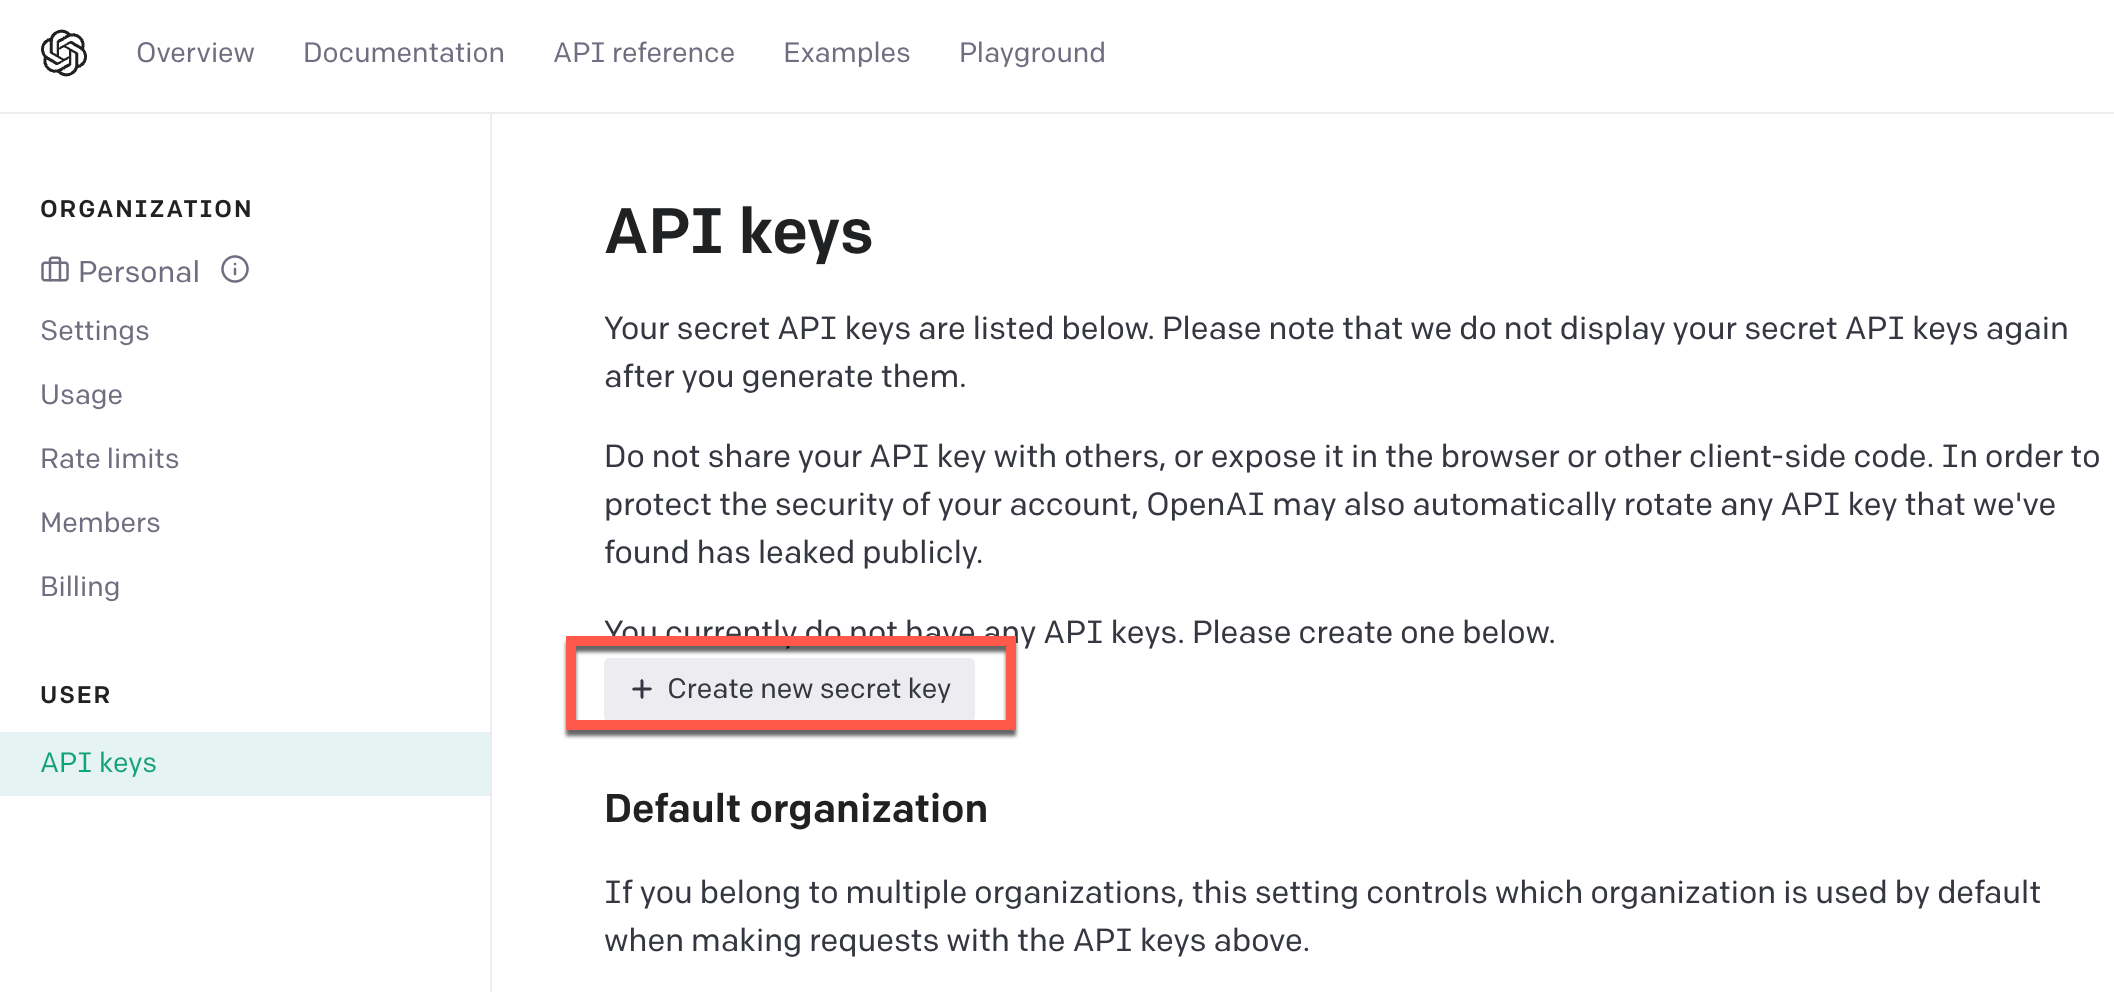 Overview Documentation API reference Examples Playground
ORGANIZATION
Personal
Settings
Usage
Rate limits
Members
Billing
USER
API keys
API keys
Your secret API keys are listed below. Please note that we do not display your secret API keys again
after you generate them.
Do not share your API key with others, or expose it in the browser or other client-side code. In order to
protect the security of your account, OpenAI may also automatically rotate any API key that we've
found has leaked publicly.
You currently do not have any API keys. Please create one below.
+ Create new secret key
Default organization
If you belong to multiple organizations, this setting controls which organization is used by default
when making requests with the API keys above.